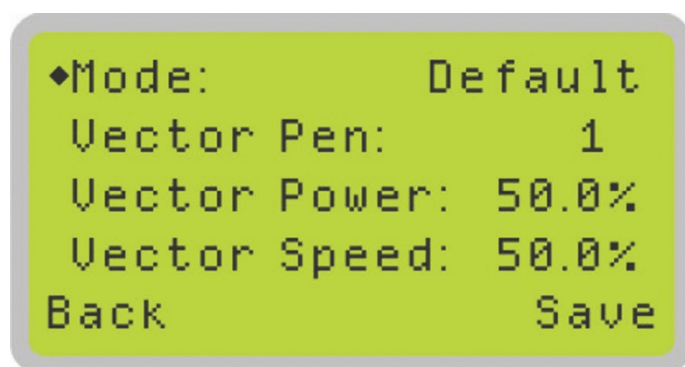 ◆Mode: Default
Vector Pen: 1
Vector Power: 50.0%
Vector Speed: 50.0%
Back Save